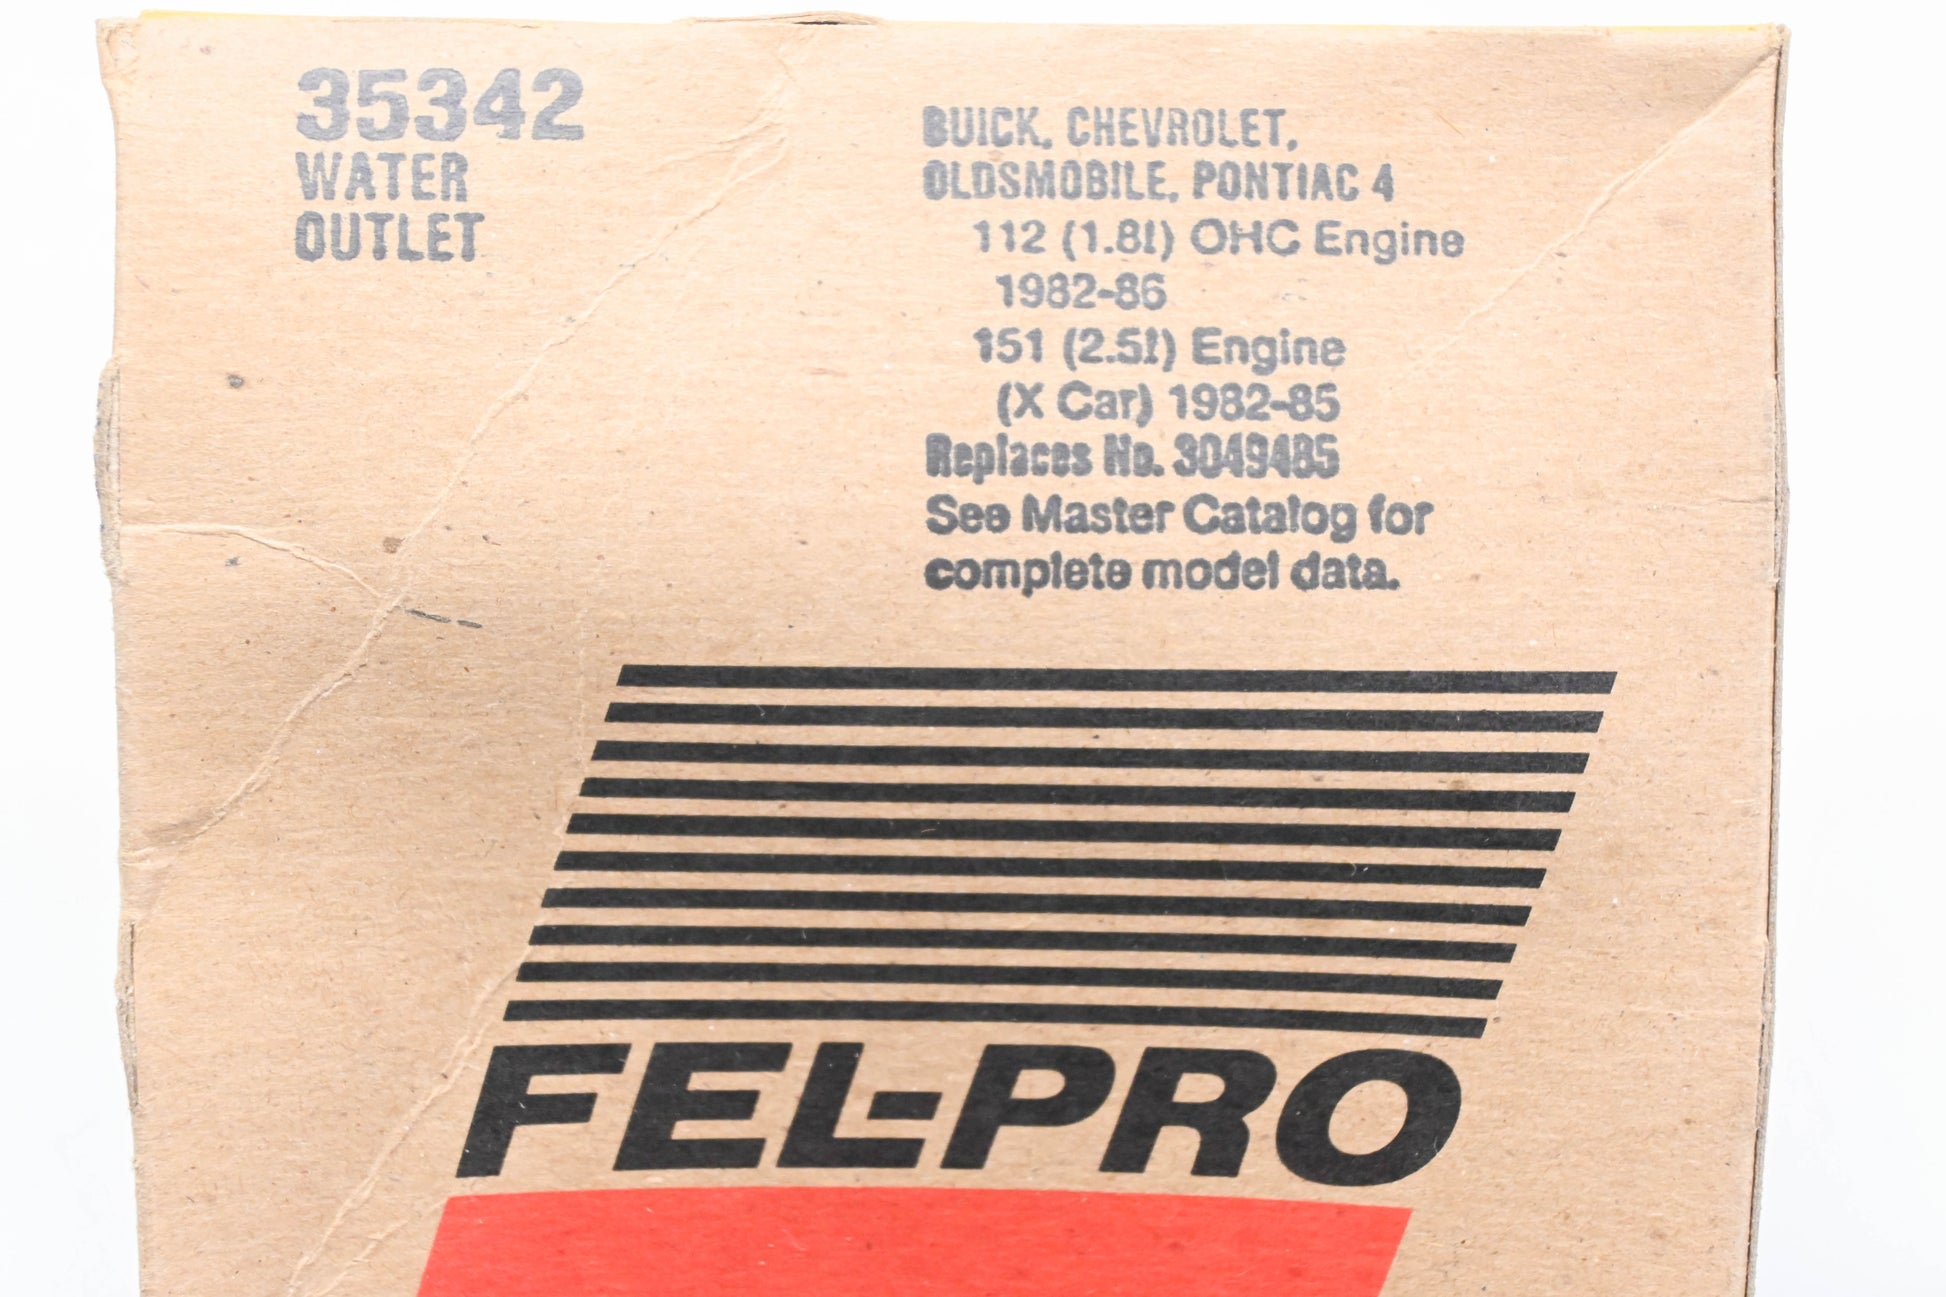 35342
WATER
OUTLET
BUICK, CHEVROLET,
OLDSMOBILE, PONTIAC 4
112 (1.8l) OHC Engine
1982-86
151 (2.5l) Engine
(X Car) 1982-85
Replaces No. 3049485
See Master Catalog for
complete model data.
FEL-PRO